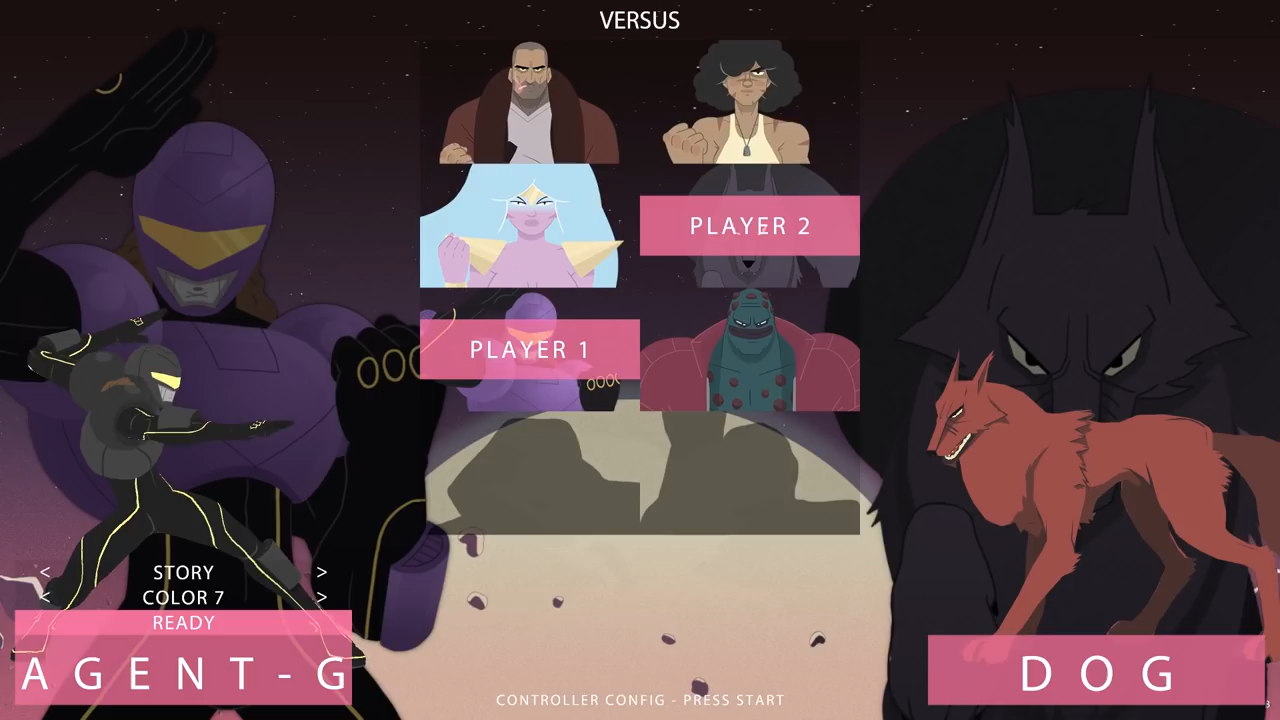 VERSUS
PLAYER 2
PLAYER 1
< STORY >
< COLOR 7 >
READY
AGENT-G
DOG
CONTROLLER CONFIG - PRESS START